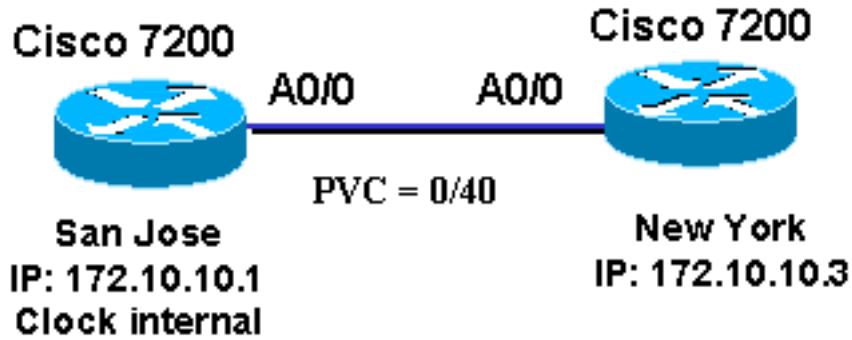 Cisco 7200
Cisco 7200
A0/0
A0/0
PVC = 0/40
San Jose
IP: 172.10.10.1
Clock internal
New York
IP: 172.10.10.3